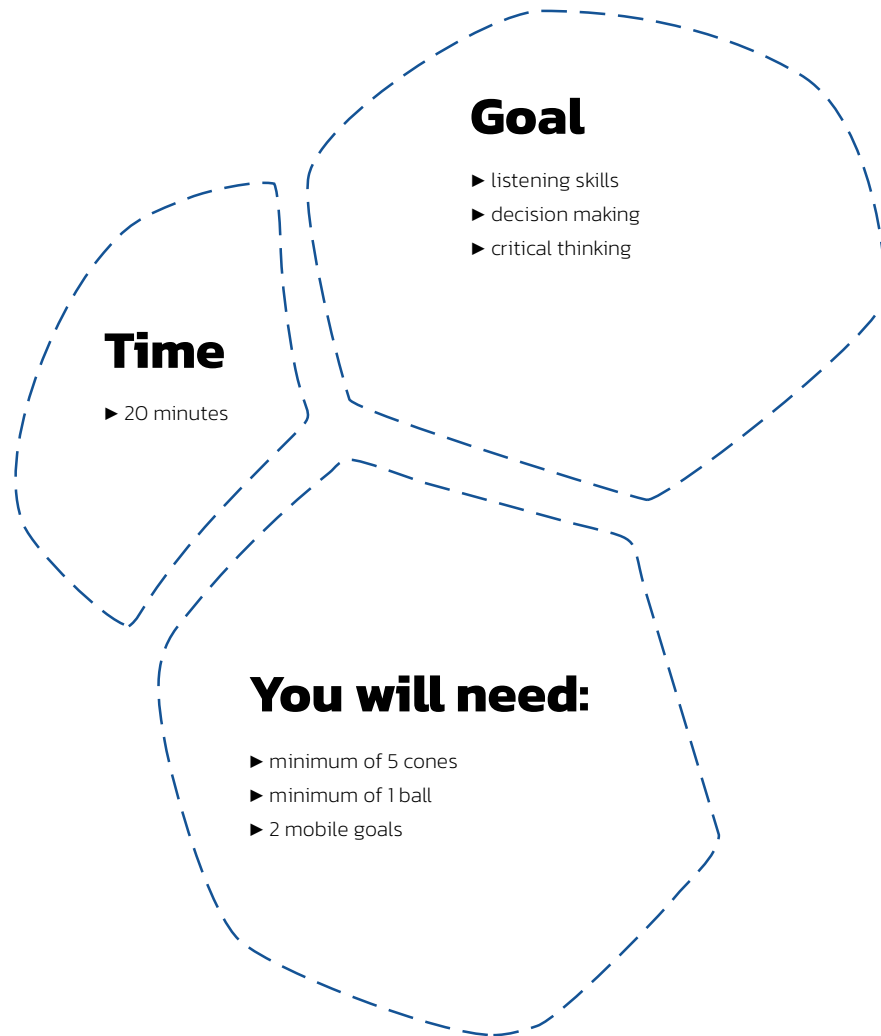 Goal
► listening skills
► decision making
► critical thinking
Time
► 20 minutes
You will need:
► minimum of 5 cones
► minimum of 1 ball
► 2 mobile goals